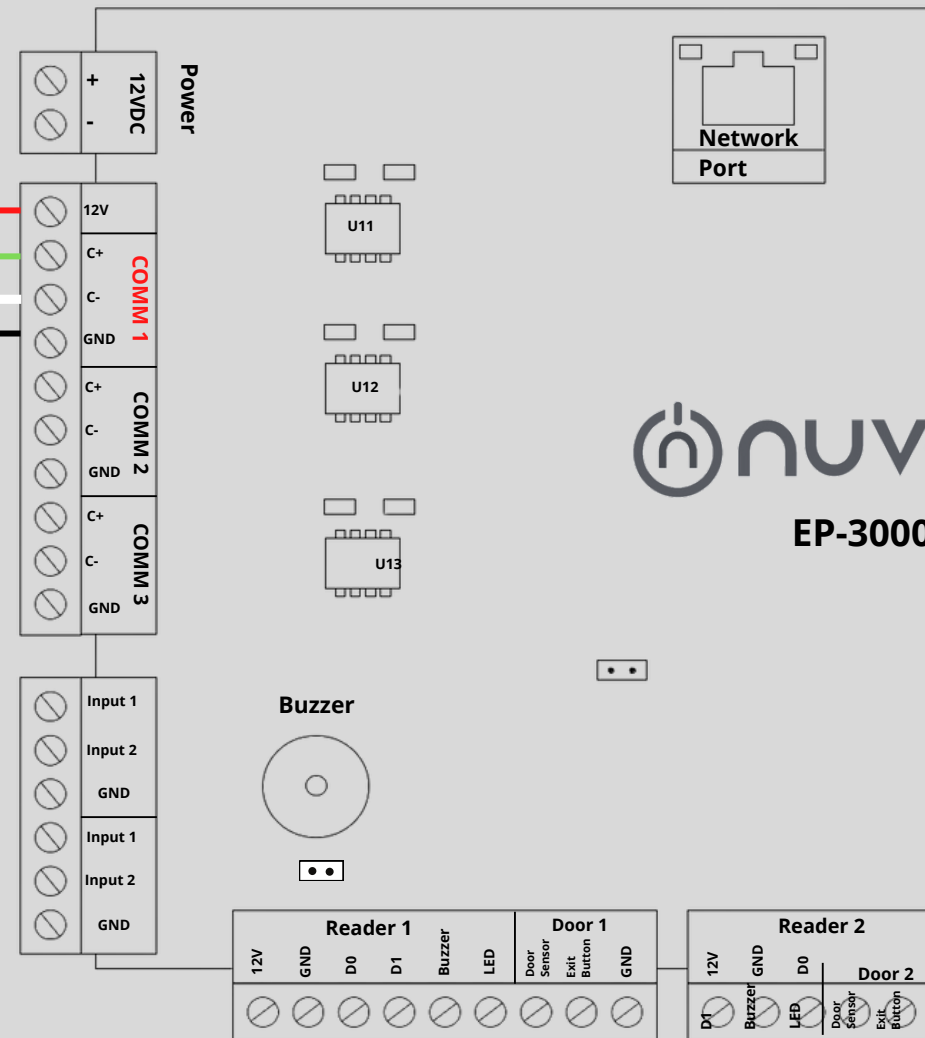 +
-
12VDC
Power
Network
Port
12V
C+
C-
GND
COMM 1
C+
C-
GND
COMM 2
C+
C-
GND
COMM 3
U11
U12
U13
nuv
EP-3000
Input 1
Input 2
GND
Input 1
Input 2
GND
Buzzer
Reader 1
12V
GND
D0
D1
Buzzer
LED
Door 1
Door
Sensor
Exit
Button
GND
Reader 2
12V
GND
D0
D1
Buzzer
LED
Door 2
Door
Sensor
Exit
Button